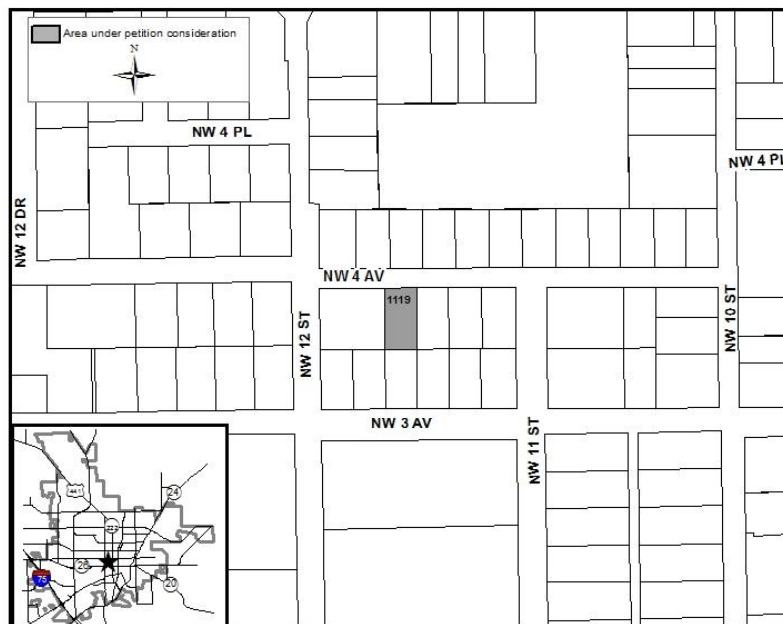 Area under petition consideration
N
NW 4 PL
NW 4 PL
NW 12 DR
NW 4 AV
1119
NW 12 ST
NW 10 ST
NW 3 AV
NW 11 ST
441
24
222
26
75
20